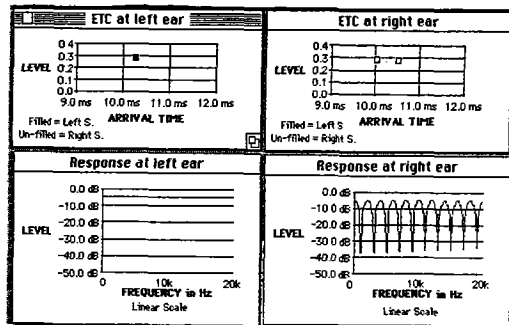 ETC at left ear
0.4
0.3
LEVEL 0.2
0.1
0.0
9.0 ms 10.0 ms 11.0 ms 12.0 ms
ARRIVAL TIME
Filled = Left S.
Un-filled = Right S.
ETC at right ear
0.4
0.3
LEVEL 0.2
0.1
0.0
9.0 ms 10.0 ms 11.0 ms 12.0 ms
ARRIVAL TIME
Filled = Left S
Un-filled = Right S.
Response at left ear
0.0 dB
-10.0 dB
-20.0 dB
LEVEL
-30.0 dB
-40.0 dB
-50.0 dB
0 10k 20k
FREQUENCY in Hz
Linear Scale
Response at right ear
0.0 dB
-10.0 dB
-20.0 dB
LEVEL
-30.0 dB
-40.0 dB
-50.0 dB
0 10k 20k
FREQUENCY in Hz
Linear Scale